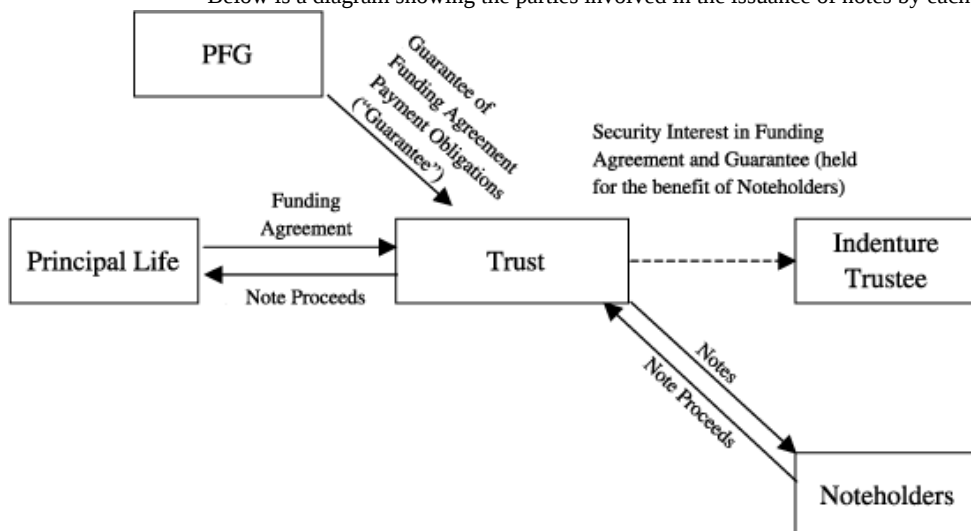 Below is a diagram showing the parties involved in the issuance of notes by each
PFG
Guarantee of
Funding Agreement
Payment Obligations
("Guarantee")
Security Interest in Funding
Agreement and Guarantee (held
for the benefit of Noteholders)
Funding
Agreement
Principal Life
Trust
Indenture
Trustee
Note Proceeds
Notes
Note Proceeds
Noteholders